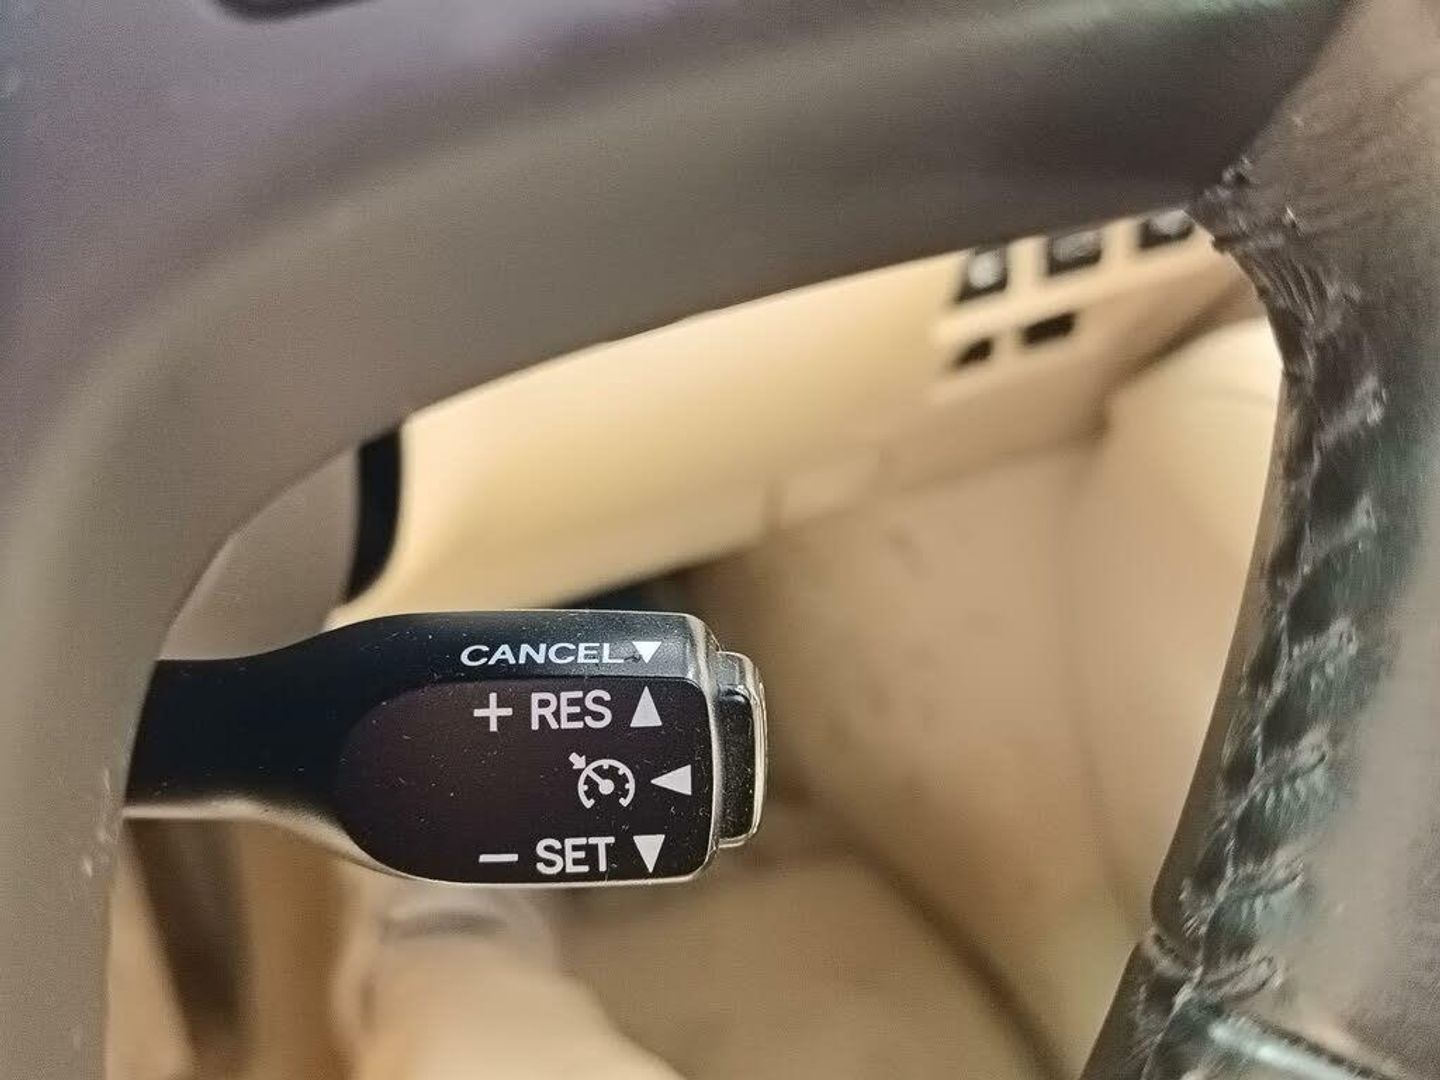 CANCEL▼
+ RES ▲
◀
− SET ▼